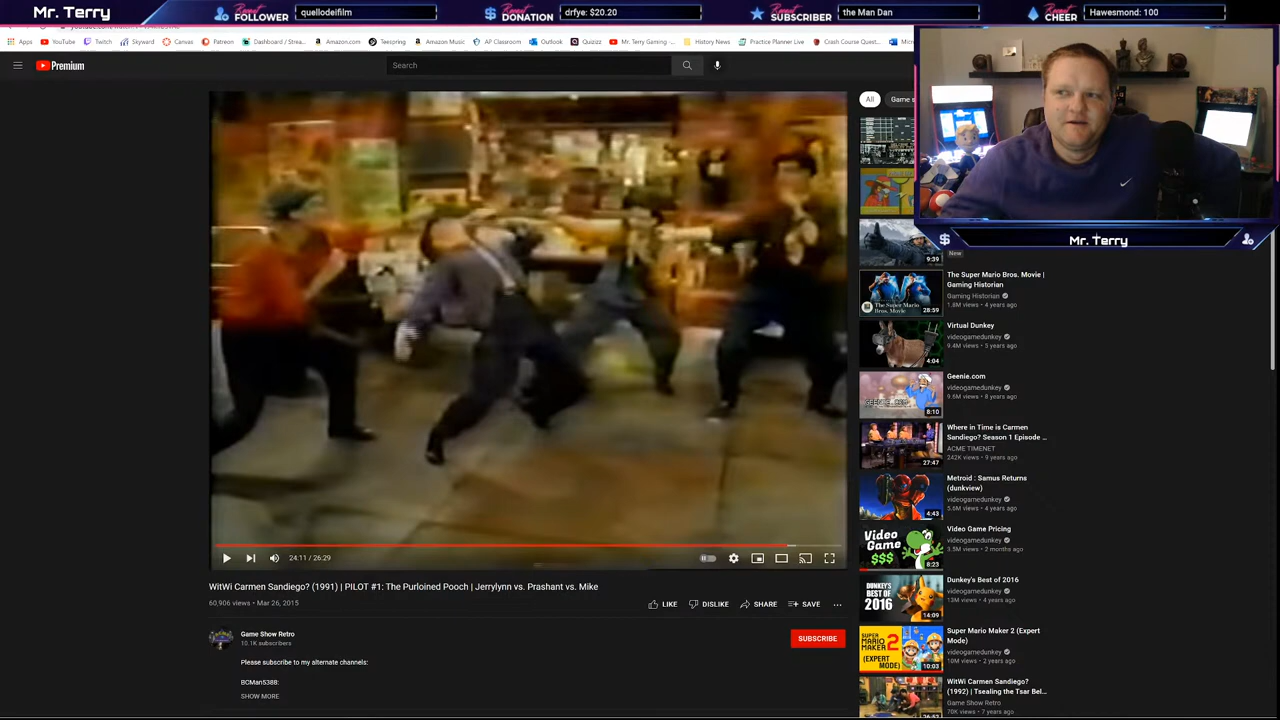 Mr. Terry
Recent FOLLOWER
quellodeifilm
Recent DONATION
drfye: $20.20
Recent SUBSCRIBER
the Man Dan
Recent CHEER
Hawesmond: 100
Apps
YouTube
Twitch
Skyward
Canvas
Patreon
Dashboard / Strea...
Amazon.com
Teespring
Amazon Music
AP Classroom
Outlook
Quizizz
Mr. Terry Gaming -...
History News
Practice Planner Live
Crash Course Quest...
Premium
Search
All
Mr. Terry
9:39
New
28:59
The Super Mario Bros. Movie |
Gaming Historian
Gaming Historian
1.8M views • 4 years ago
4:04
Virtual Dunkey
videogamedunkey
9.4M views • 5 years ago
8:10
Geenie.com
videogamedunkey
9.6M views • 8 years ago
27:47
Where in Time is Carmen
Sandiego? Season 1 Episode ...
ACME TIMENET
242K views • 9 years ago
4:43
Metroid : Samus Returns
(dunkview)
videogamedunkey
5.6M views • 4 years ago
Video Game $$$
8:23
Video Game Pricing
videogamedunkey
3.5M views • 2 months ago
DUNKEY'S BEST OF 2016
14:09
Dunkey's Best of 2016
videogamedunkey
13M views • 4 years ago
SUPER MARIO MAKER 2 (EXPERT MODE)
10:03
Super Mario Maker 2 (Expert
Mode)
videogamedunkey
10M views • 2 years ago
WitWi Carmen Sandiego?
(1992) | Tsealing the Tsar Bel...
Game Show Retro
70K views • 7 years ago
24:11 / 26:29
WitWi Carmen Sandiego? (1991) | PILOT #1: The Purloined Pooch | Jerrylynn vs. Prashant vs. Mike
60,906 views • Mar 26, 2015
LIKE
DISLIKE
SHARE
SAVE
SUBSCRIBE
Game Show Retro
10.1K subscribers
Please subscribe to my alternate channels:
BCMan5388:
SHOW MORE